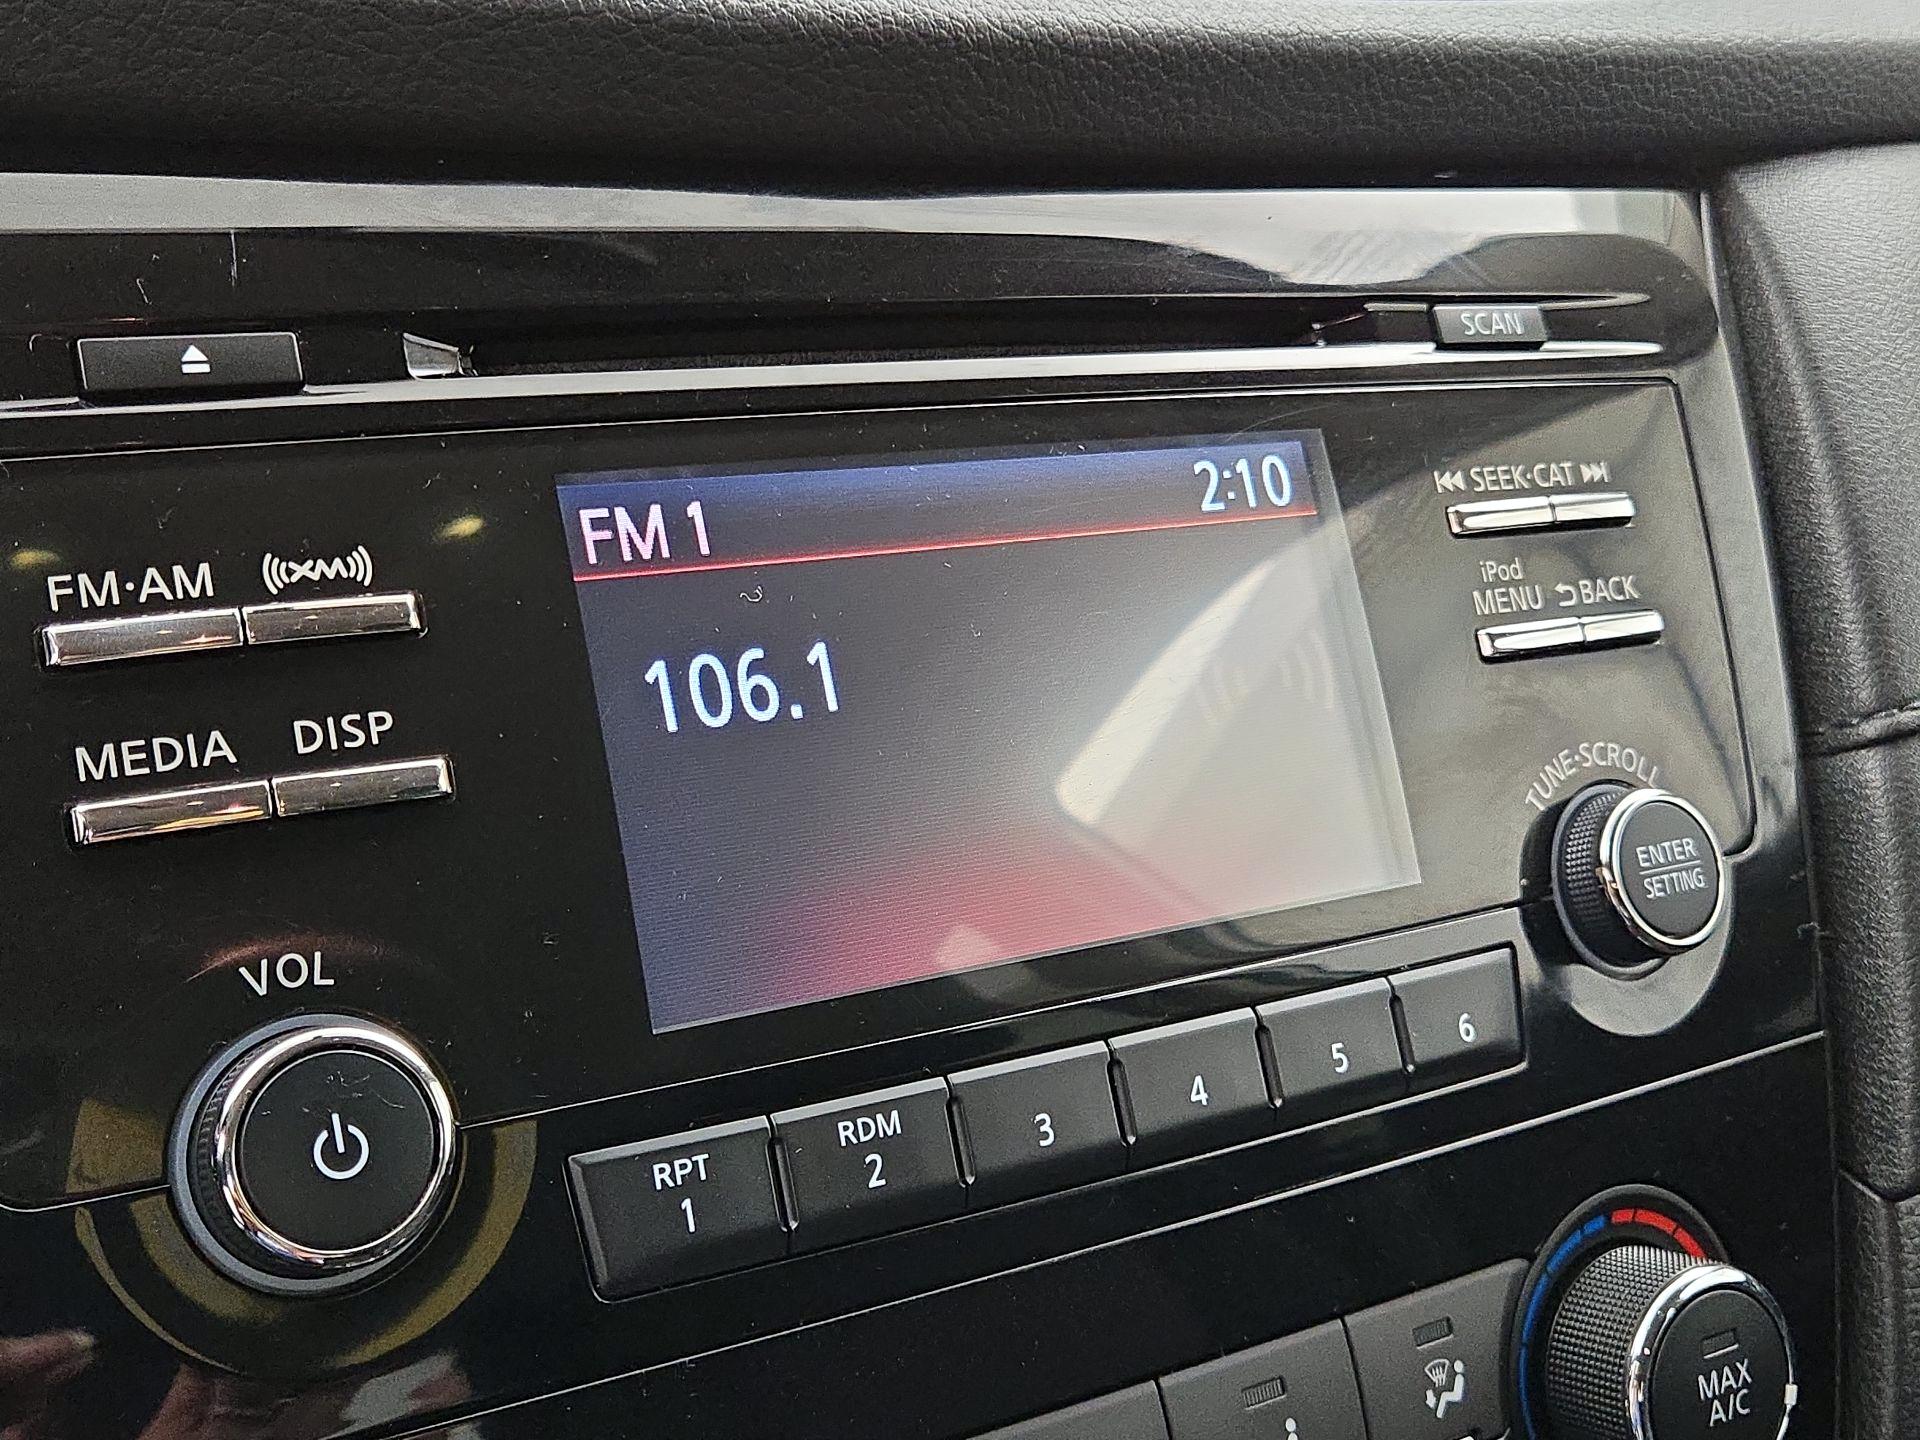 SCAN
FM 1 2:10
106.1
SEEK·CAT
iPod
MENU BACK
FM·AM XM
MEDIA DISP
TUNE·SCROLL
ENTER
SETTING
VOL
RPT
1
RDM
2
3
4
5
6
MAX
A/C